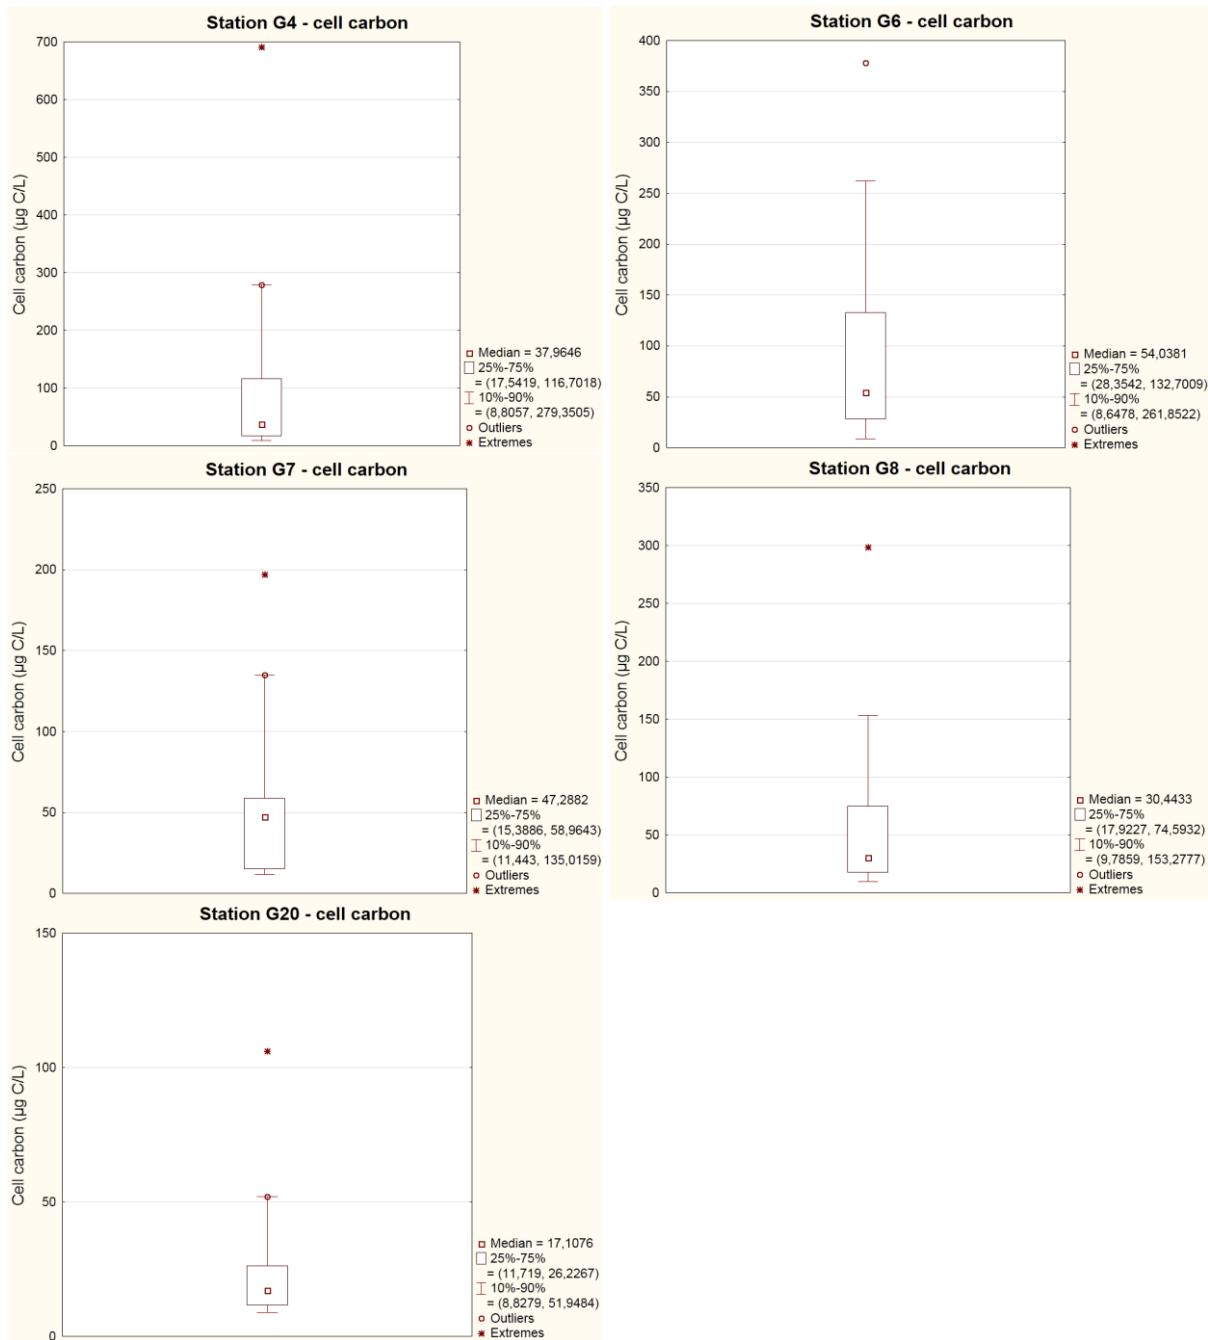 Station G4 - cell carbon
700
600
500
400
300
200
100
0
Cell carbon (µg C/L)
Median = 37,9646
25%-75%
= (17,5419, 116,7018)
10%-90%
= (8,8057, 279,3505)
Outliers
Extremes
Station G6 - cell carbon
400
350
300
250
200
150
100
50
0
Cell carbon (µg C/L)
Median = 54,0381
25%-75%
= (28,3542, 132,7009)
10%-90%
= (8,6478, 261,8522)
Outliers
Extremes
Station G7 - cell carbon
250
200
150
100
50
0
Cell carbon (µg C/L)
Median = 47,2882
25%-75%
= (15,3886, 58,9643)
10%-90%
= (11,443, 135,0159)
Outliers
Extremes
Station G8 - cell carbon
350
300
250
200
150
100
50
0
Cell carbon (µg C/L)
Median = 30,4433
25%-75%
= (17,9227, 74,5932)
10%-90%
= (9,7859, 153,2777)
Outliers
Extremes
Station G20 - cell carbon
150
100
50
0
Cell carbon (µg C/L)
Median = 17,1076
25%-75%
= (11,719, 26,2267)
10%-90%
= (8,8279, 51,9484)
Outliers
Extremes